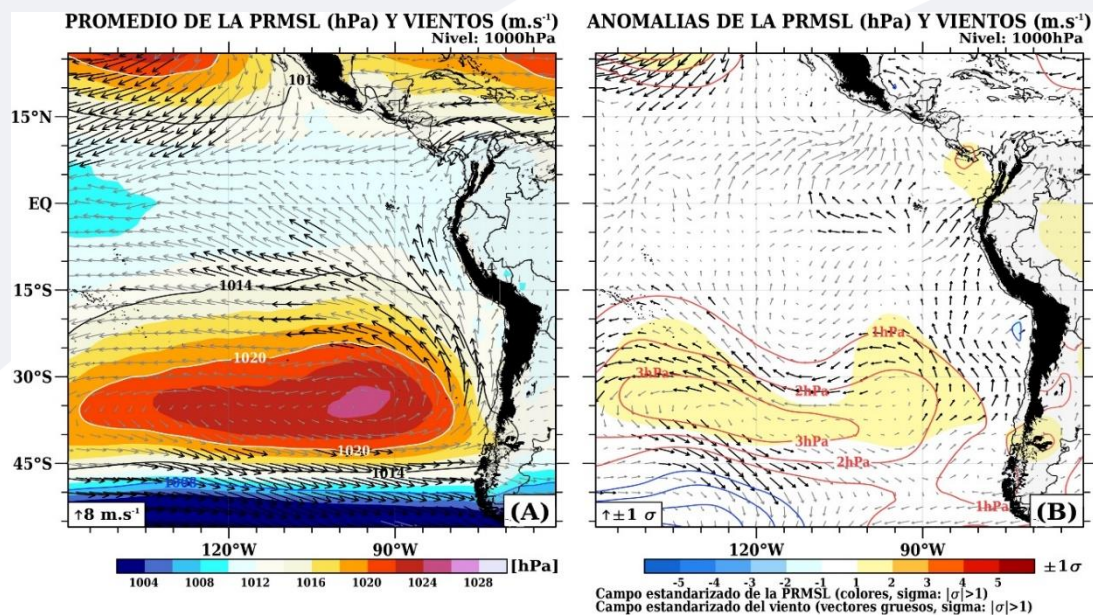 PROMEDIO DE LA PRMSL (hPa) Y VIENTOS (m.s⁻¹)
Nivel: 1000hPa
15°N
EQ
15°S
30°S
45°S
1014
1020
1020
1014
1008
↑8 m.s⁻¹
(A)
120°W
90°W
1004
1008
1012
1016
1020
1024
1028
[hPa]
ANOMALIAS DE LA PRMSL (hPa) Y VIENTOS (m.s⁻¹)
Nivel: 1000hPa
1hPa
3hPa
2hPa
3hPa
2hPa
1hPa
↑±1 σ
(B)
120°W
90°W
-5
-4
-3
-2
-1
1
2
3
4
5
±1σ
Campo estandarizado de la PRMSL (colores, sigma: |σ|>1)
Campo estandarizado del viento (vectores gruesos, sigma: |σ|>1)